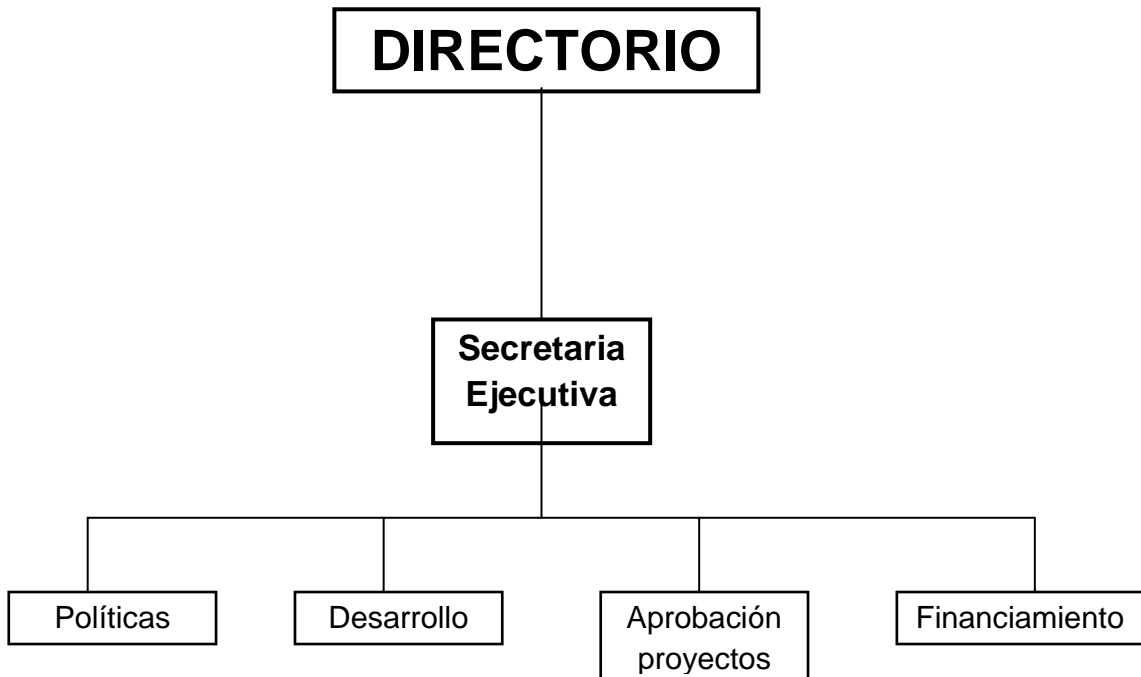 DIRECTORIO
Secretaria
Ejecutiva
Políticas
Desarrollo
Aprobación
proyectos
Financiamiento